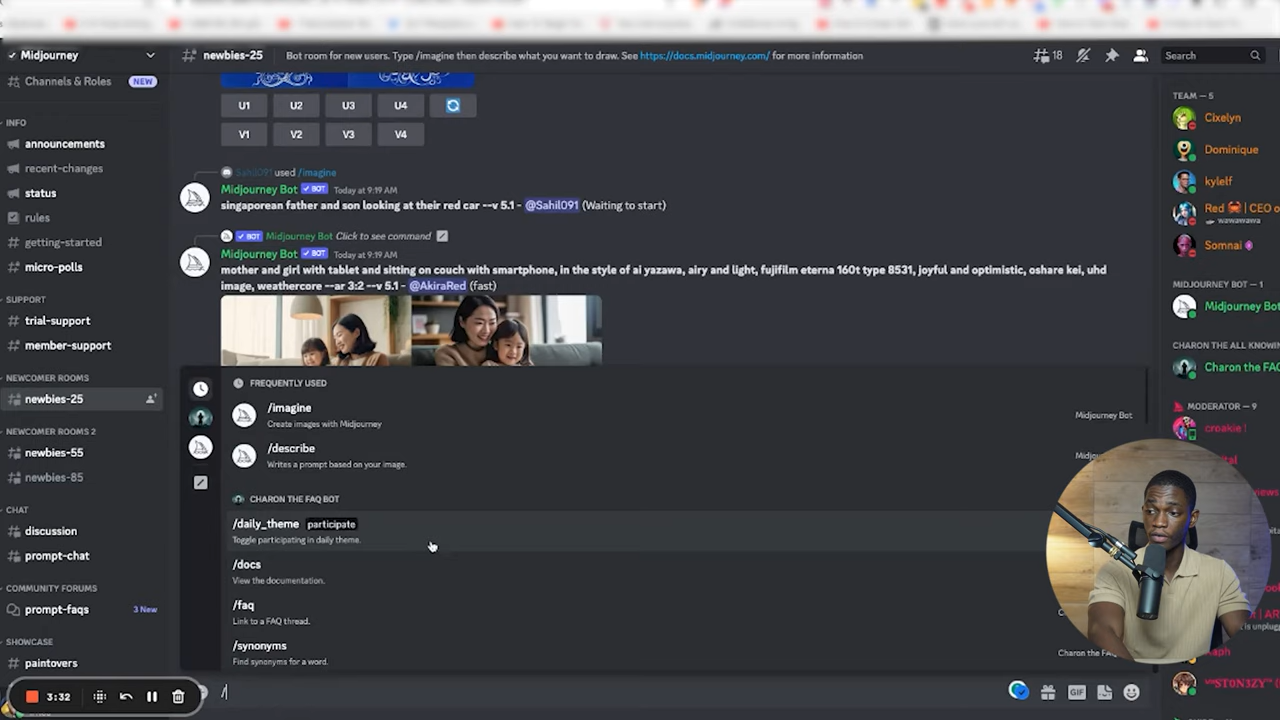 Midjourney
Channels & Roles NEW
INFO
announcements
recent-changes
status
rules
getting-started
micro-polls
SUPPORT
trial-support
member-support
NEWCOMER ROOMS
newbies-25
NEWCOMER ROOMS 2
newbies-55
newbies-85
CHAT
discussion
prompt-chat
COMMUNITY FORUMS
prompt-faqs 3 New
SHOWCASE
paintovers
3:32
newbies-25 Bot room for new users. Type /imagine then describe what you want to draw. See https://docs.midjourney.com/ for more information
18
Search
U1 U2 U3 U4
V1 V2 V3 V4
Sahil091 used /imagine
Midjourney Bot BOT Today at 9:19 AM
singaporean father and son looking at their red car --v 5.1 - @Sahil091 (Waiting to start)
BOT Midjourney Bot Click to see command
Midjourney Bot BOT Today at 9:19 AM
mother and girl with tablet and sitting on couch with smartphone, in the style of ai yazawa, airy and light, fujifilm eterna 160t type 8531, joyful and optimistic, oshare kei, uhd
image, weathercore --ar 3:2 --v 5.1 - @AkiraRed (fast)
FREQUENTLY USED
/imagine
Create images with Midjourney
Midjourney Bot
/describe
Writes a prompt based on your image.
CHARON THE FAQ BOT
/daily_theme participate
Toggle participating in daily theme.
/docs
View the documentation.
/faq
Link to a FAQ thread.
/synonyms
Find synonyms for a word.
Charon the FAQ
/
GIF
TEAM — 5
Cixelyn
Dominique
kylelf
Red CEO o
wawawawa
Somnai
MIDJOURNEY BOT — 1
Midjourney Bot
CHARON THE ALL KNOWIN
Charon the FAQ
MODERATOR — 9
croakie !